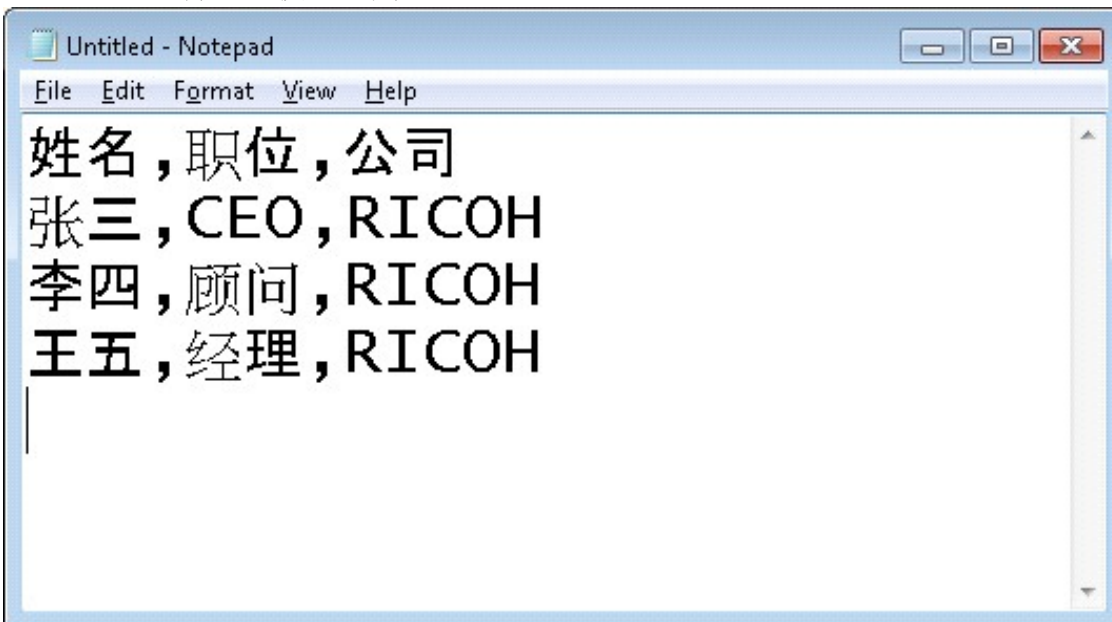 Untitled - Notepad
File Edit Format View Help
姓名,职位,公司
张三,CEO,RICOH
李四,顾问,RICOH
王五,经理,RICOH